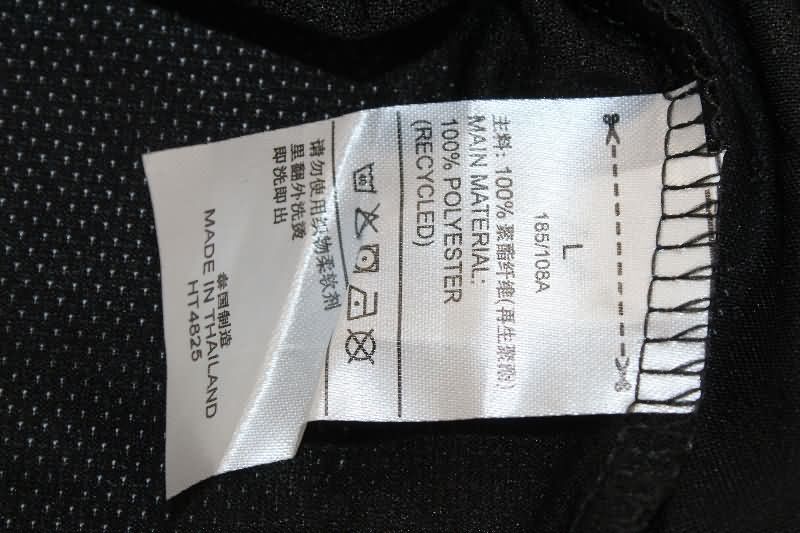 L
185/108A
主料: 100% 聚酯纤维(再生聚酯)
MAIN MATERIAL:
100% POLYESTER
(RECYCLED)
请勿使用织物柔软剂
里翻外洗烫
即洗即出
泰国制造
MADE IN THAILAND
HT4825